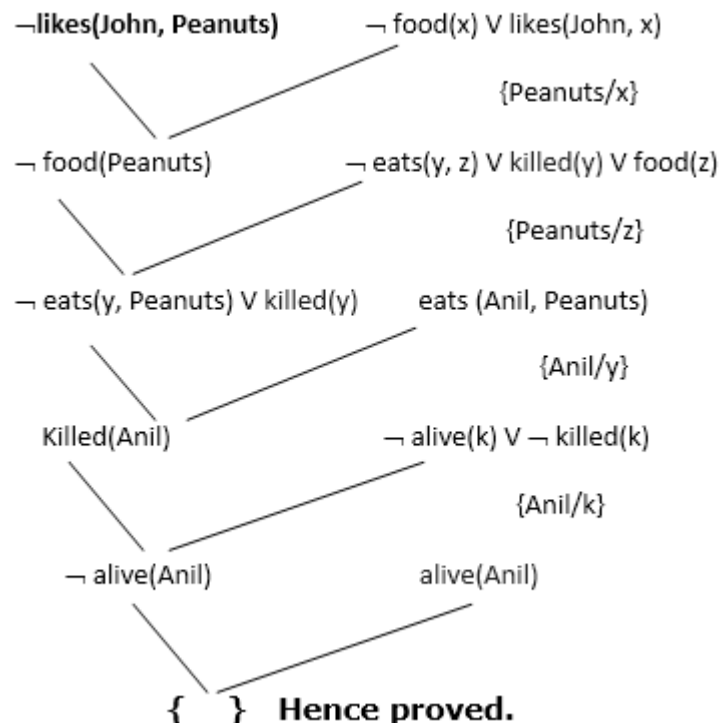 ¬likes(John, Peanuts) ¬ food(x) V likes(John, x)
{Peanuts/x}
¬ food(Peanuts) ¬ eats(y, z) V killed(y) V food(z)
{Peanuts/z}
¬ eats(y, Peanuts) V killed(y) eats (Anil, Peanuts)
{Anil/y}
Killed(Anil) ¬ alive(k) V ¬ killed(k)
{Anil/k}
¬ alive(Anil) alive(Anil)
{ } Hence proved.